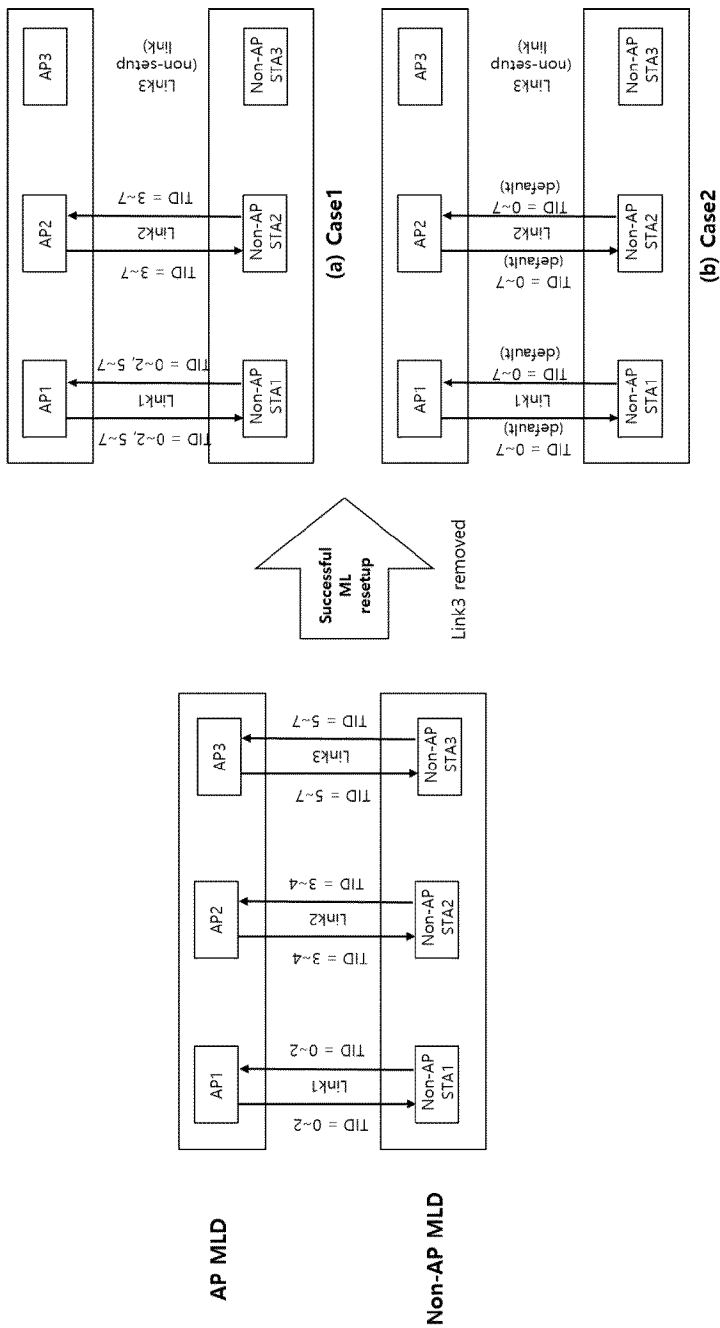 AP MLD
AP1
AP2
AP3
TID = 0~2
Link1
TID = 0~2
TID = 3~4
Link2
TID = 3~4
TID = 5~7
Link3
TID = 5~7
Non-AP MLD
Non-AP
STA1
Non-AP
STA2
Non-AP
STA3
Successful
ML
resetup
Link3 removed
AP1
AP2
AP3
TID = 0~2, 5~7
Link1
TID = 0~2, 5~7
TID = 3~7
Link2
TID = 3~7
Link3
(non-setup
link)
Non-AP
STA1
Non-AP
STA2
Non-AP
STA3
(a) Case1
AP1
AP2
AP3
TID = 0~7
(default)
Link1
TID = 0~7
(default)
TID = 0~7
(default)
Link2
TID = 0~7
(default)
Link3
(non-setup
link)
Non-AP
STA1
Non-AP
STA2
Non-AP
STA3
(b) Case2